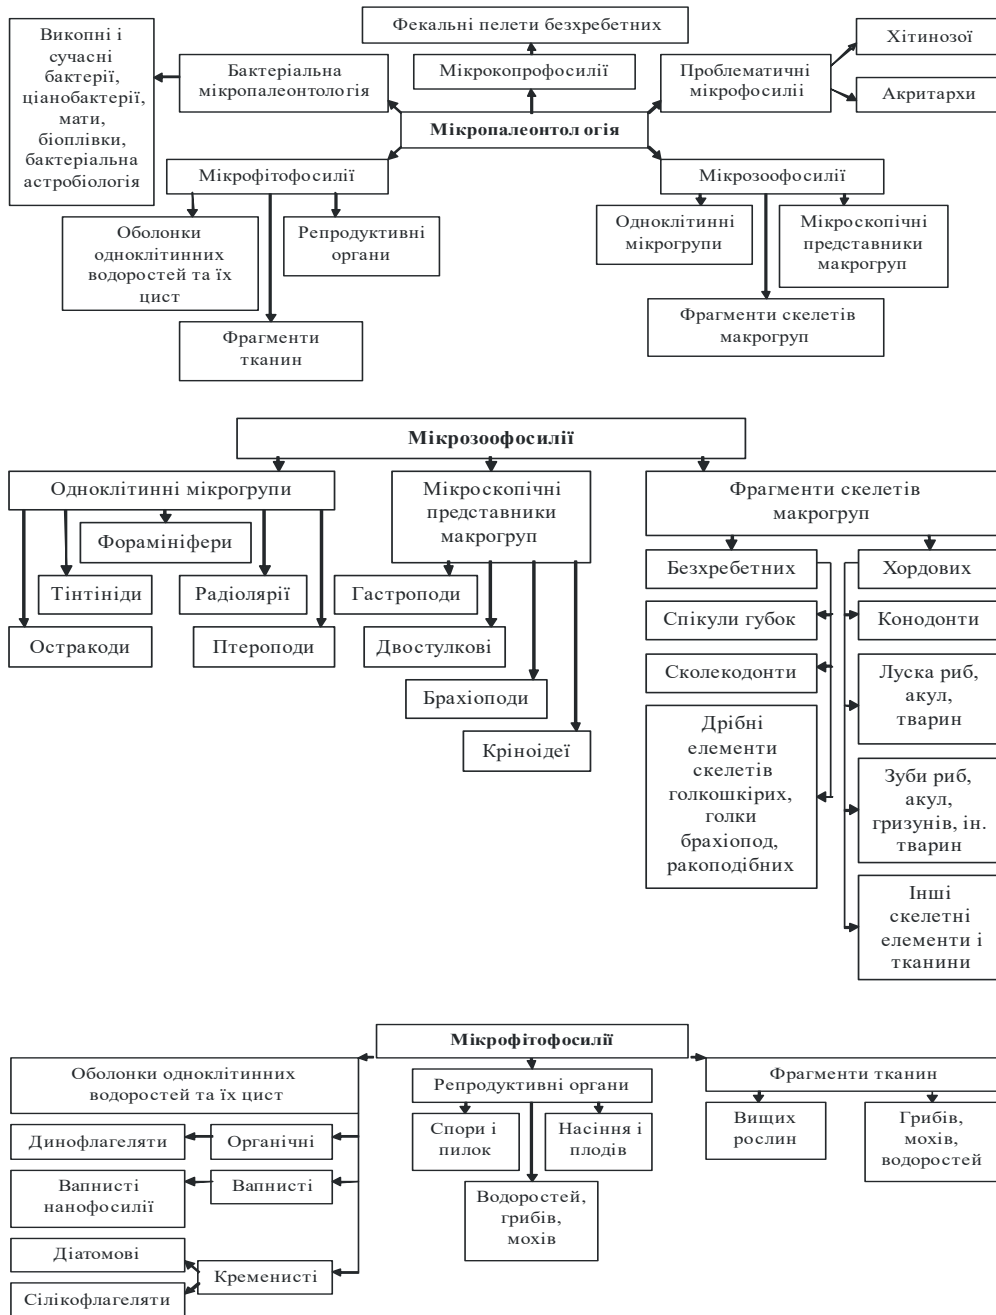 Фекальні пелети безхребетних
Хітинозої
Викопні і
сучасні
бактерії,
ціанобактерії,
мати,
біоплівки,
бактеріальна
астробіологія
Бактеріальна
мікропалеонтологія
Мікрокопрофосилії
Проблематичні
мікрофосилії
Акритархи
Мікропалеонтол огія
Мікрофітофосилії
Мікрозоофосилії
Оболонки
одноклітинних
водоростей та їх
цист
Репродуктивні
органи
Одноклітинні
мікрогрупи
Мікроскопічні
представники
макрогруп
Фрагменти
тканин
Фрагменти скелетів
макрогруп
Мікрозоофосилії
Одноклітинні мікрогрупи
Мікроскопічні
представники
макрогруп
Фрагменти скелетів
макрогруп
Форамініфери
Безхребетних
Хордових
Тінтініди
Радіолярії
Гастроподи
Спікули губок
Конодонти
Остракоди
Птероподи
Двостулкові
Сколекодонти
Луска риб,
акул,
тварин
Брахіоподи
Кріноідеї
Дрібні
елементи
скелетів
голкошкірих,
голки
брахіопод,
ракоподібних
Зуби риб,
акул,
гризунів, ін.
тварин
Інші
скелетні
елементи і
тканини
Мікрофітофосилії
Оболонки одноклітинних
водоростей та їх цист
Репродуктивні органи
Фрагменти тканин
Динофлагеляти
Органічні
Спори і
пилок
Насіння і
плодів
Вищих
рослин
Грибів,
мохів,
водоростей
Вапнисті
нанофосилії
Вапнисті
Водоростей,
грибів,
мохів
Діатомові
Кременисті
Сілікофлагеляти